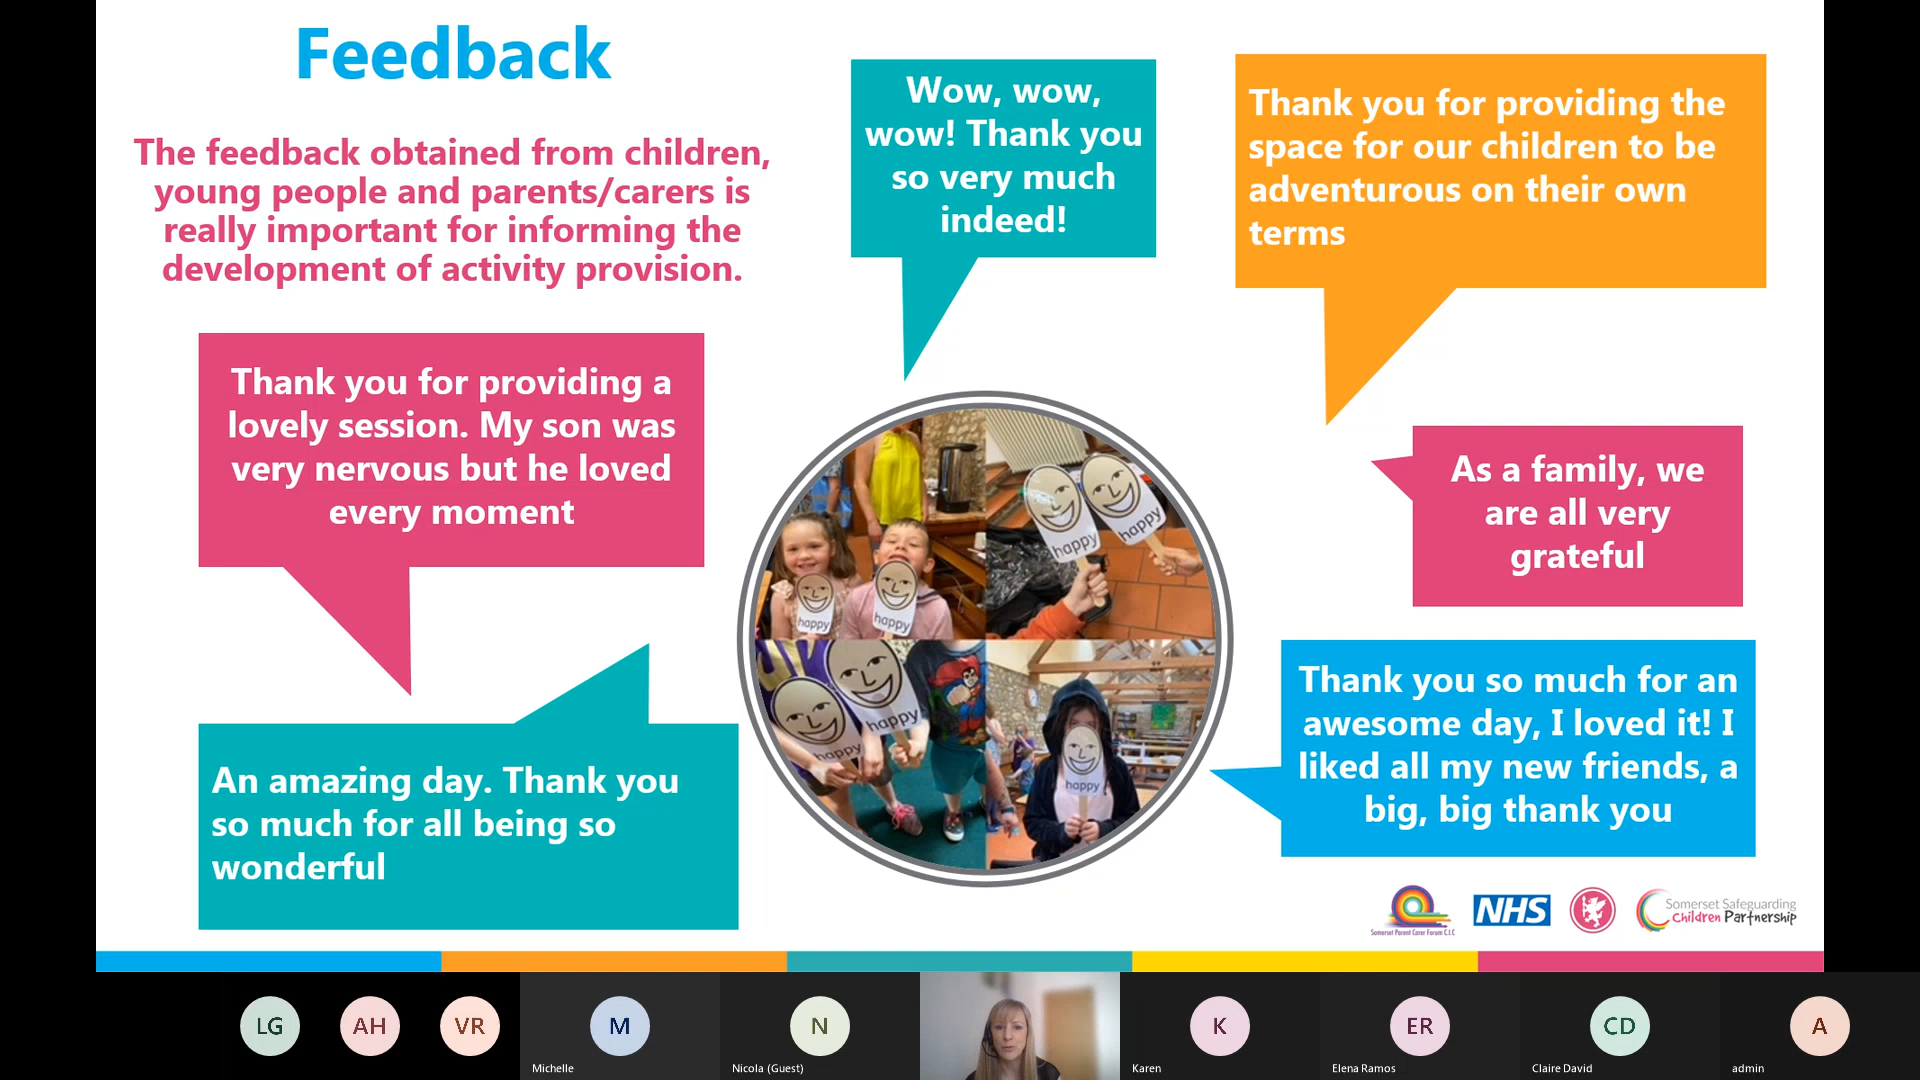 Feedback
The feedback obtained from children,
young people and parents/carers is
really important for informing the
development of activity provision.
Wow, wow,
wow! Thank you
so very much
indeed!
Thank you for providing the
space for our children to be
adventurous on their own
terms
Thank you for providing a
lovely session. My son was
very nervous but he loved
every moment
As a family, we
are all very
grateful
happy
happy
happy
happy
happy
happy
happy
Thank you so much for an
awesome day, I loved it! I
liked all my new friends, a
big, big thank you
An amazing day. Thank you
so much for all being so
wonderful
Somerset Parent Carer Forum C.I.C
NHS
Somerset Safeguarding
Children Partnership
LG
AH
VR
M
Michelle
N
Nicola (Guest)
K
Karen
ER
Elena Ramos
CD
Claire David
A
admin